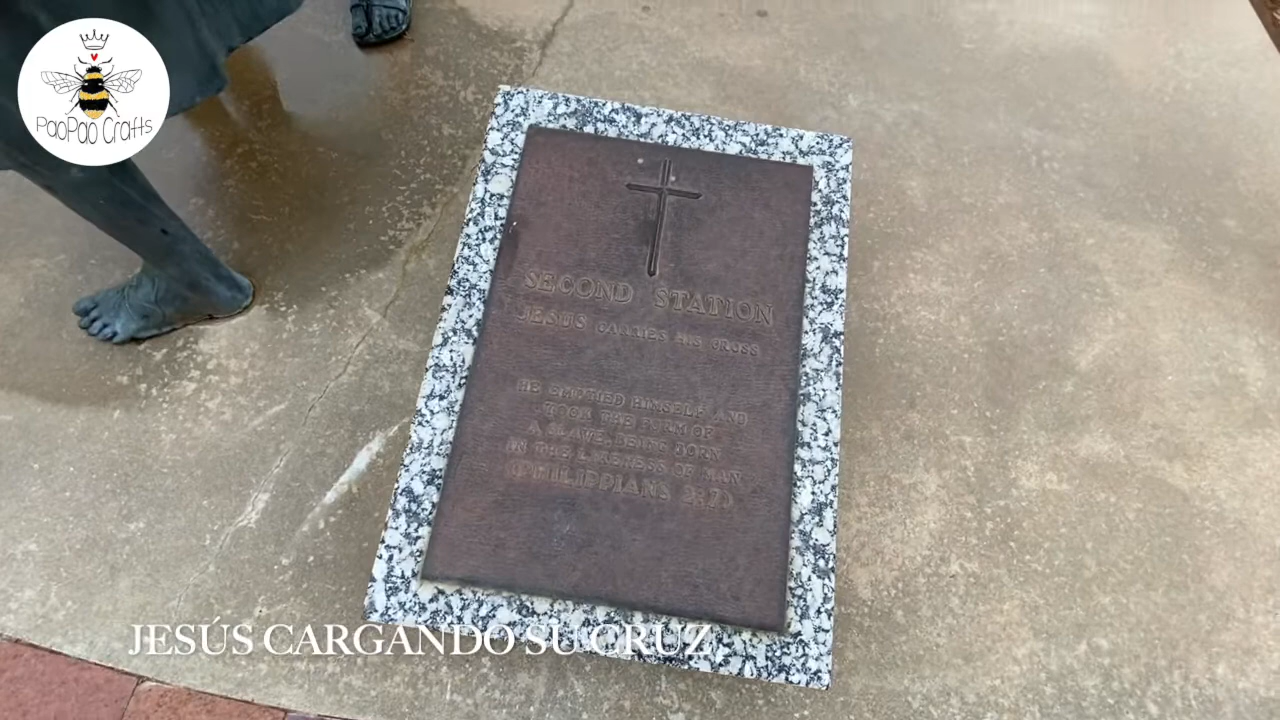 PaoPao Crafts
SECOND STATION
JESUS CARRIES HIS CROSS
HE EMPTIED HIMSELF AND
TOOK THE FORM OF
A SLAVE, BEING BORN
IN THE LIKENESS OF MAN
(PHILIPPIANS 2:7)
JESÚS CARGANDO SU CRUZ